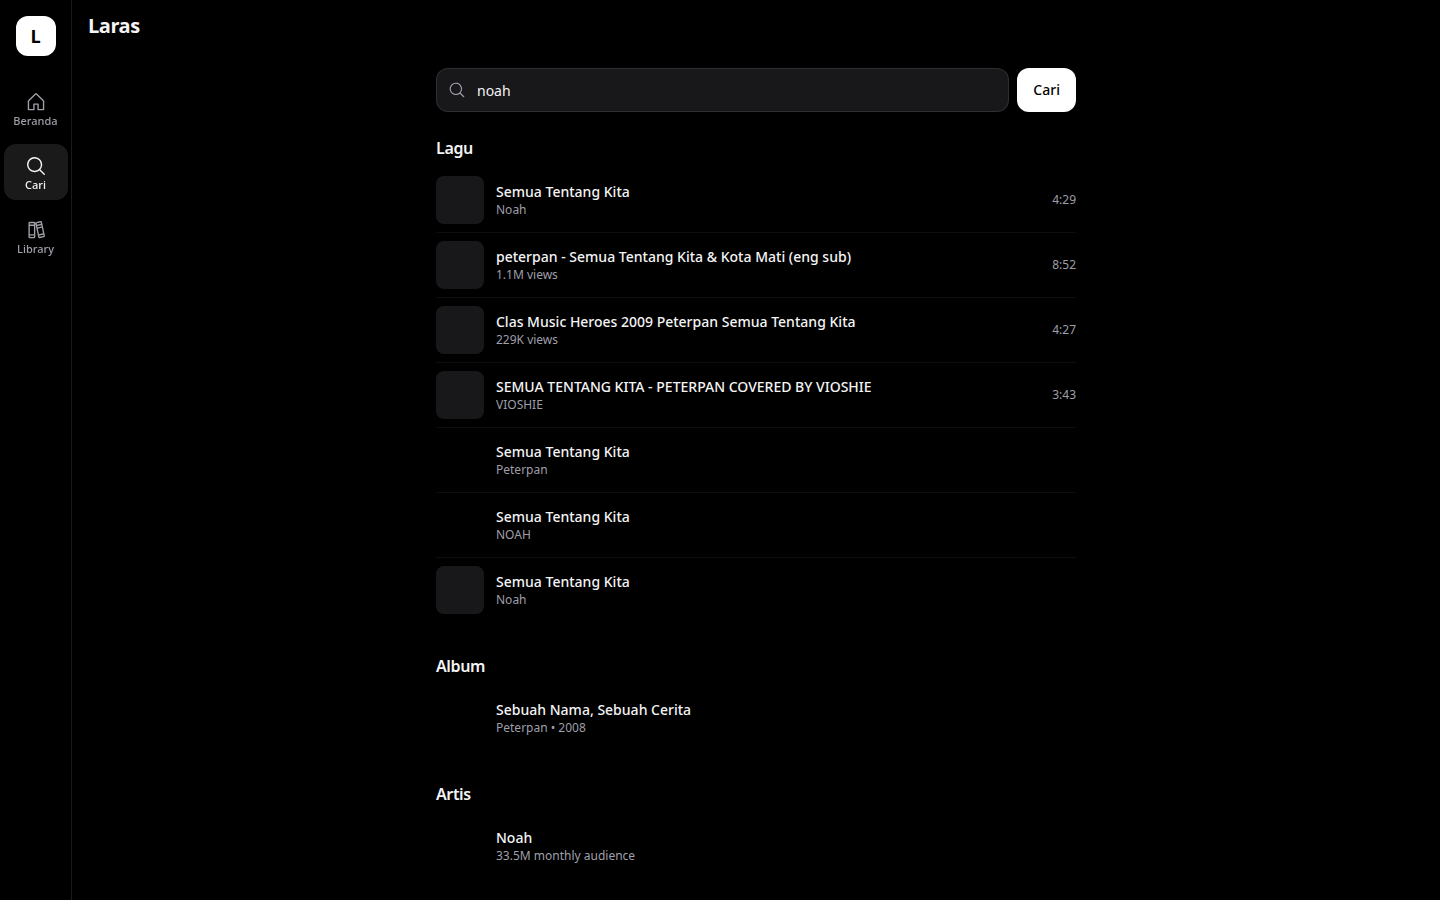 L
Laras
Beranda
Cari
Library
noah
Cari
Lagu
Semua Tentang Kita
Noah
4:29
peterpan - Semua Tentang Kita & Kota Mati (eng sub)
1.1M views
8:52
Clas Music Heroes 2009 Peterpan Semua Tentang Kita
229K views
4:27
SEMUA TENTANG KITA - PETERPAN COVERED BY VIOSHIE
VIOSHIE
3:43
Semua Tentang Kita
Peterpan
Semua Tentang Kita
NOAH
Semua Tentang Kita
Noah
Album
Sebuah Nama, Sebuah Cerita
Peterpan • 2008
Artis
Noah
33.5M monthly audience